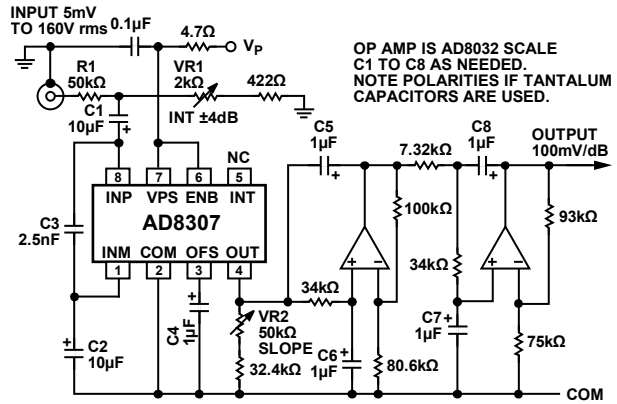 INPUT 5mV
TO 160V rms
0.1µF
4.7Ω
VP
R1
50kΩ
VR1
2kΩ
422Ω
INT ±4dB
C1
10µF
OP AMP IS AD8032 SCALE
C1 TO C8 AS NEEDED.
NOTE POLARITIES IF TANTALUM
CAPACITORS ARE USED.
C5
1µF
7.32kΩ
C8
1µF
OUTPUT
100mV/dB
NC
8
7
6
5
INP
VPS
ENB
INT
AD8307
INM
COM
OFS
OUT
1
2
3
4
C3
2.5nF
C2
10µF
C4
1µF
100kΩ
93kΩ
34kΩ
34kΩ
VR2
50kΩ
SLOPE
32.4kΩ
C6
1µF
80.6kΩ
C7
1µF
75kΩ
COM